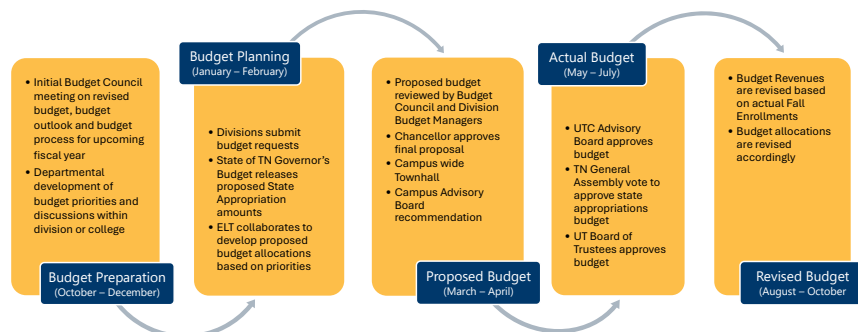 • Initial Budget Council
meeting on revised
budget, budget
outlook and budget
process for upcoming
fiscal year
• Departmental
development of
budget priorities and
discussions within
division or college
Budget Preparation
(October – December)
Budget Planning
(January – February)
• Divisions submit
budget requests
• State of TN Governor's
Budget releases
proposed State
Appropriation
amounts
• ELT collaborates to
develop proposed
budget allocations
based on priorities
• Proposed budget
reviewed by Budget
Council and Division
Budget Managers
• Chancellor approves
final proposal
• Campus wide
Townhall
• Campus Advisory
Board
recommendation
Proposed Budget
(March – April)
Actual Budget
(May – July)
• UTC Advisory
Board approves
budget
• TN General
Assembly vote to
approve state
appropriations
budget
• UT Board of
Trustees approves
budget
• Budget Revenues
are revised based
on actual Fall
Enrollments
• Budget allocations
are revised
accordingly
Revised Budget
(August – October